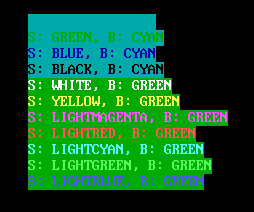 S: GREEN, B: CYAN
S: BLUE, B: CYAN
S: BLACK, B: CYAN
S: WHITE, B: GREEN
S: YELLOW, B: GREEN
S: LIGHTMAGENTA, B: GREEN
S: LIGHTRED, B: GREEN
S: LIGHTCYAN, B: GREEN
S: LIGHTGREEN, B: GREEN
S: LIGHTBLUE, B: GREEN